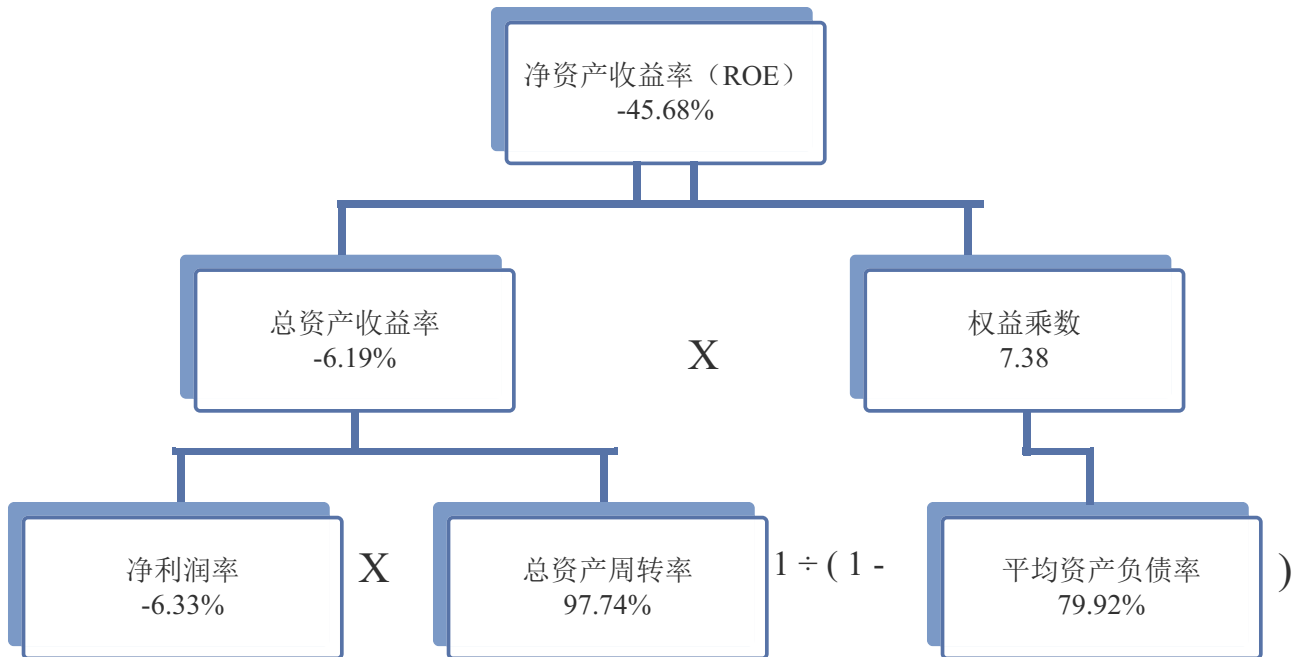 净资产收益率（ROE）
-45.68%
总资产收益率
-6.19%
X
权益乘数
7.38
净利润率
-6.33%
X
总资产周转率
97.74%
1 ÷ ( 1 -
平均资产负债率
79.92%
)